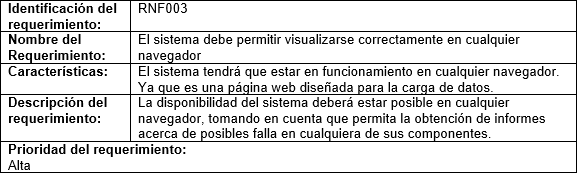 Identificación del requerimiento: RNF003
Nombre del Requerimiento: El sistema debe permitir visualizarse correctamente en cualquier navegador
Características: El sistema tendrá que estar en funcionamiento en cualquier navegador.
Ya que es una página web diseñada para la carga de datos.
Descripción del requerimiento: La disponibilidad del sistema deberá estar posible en cualquier
navegador, tomando en cuenta que permita la obtención de informes
acerca de posibles falla en cualquiera de sus componentes.
Prioridad del requerimiento:
Alta